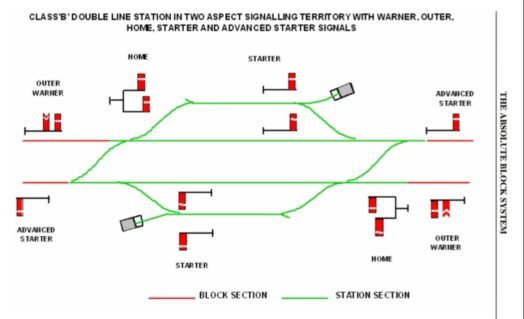 CLASS'B' DOUBLE LINE STATION IN TWO ASPECT SIGNALLING TERRITORY WITH WARNER, OUTER,
HOME, STARTER AND ADVANCED STARTER SIGNALS
HOME
STARTER
OUTER
WARNER
ADVANCED
STARTER
THE ABSOLUTE BLOCK SYSTEM
ADVANCED
STARTER
STARTER
HOME
OUTER
WARNER
BLOCK SECTION
STATION SECTION